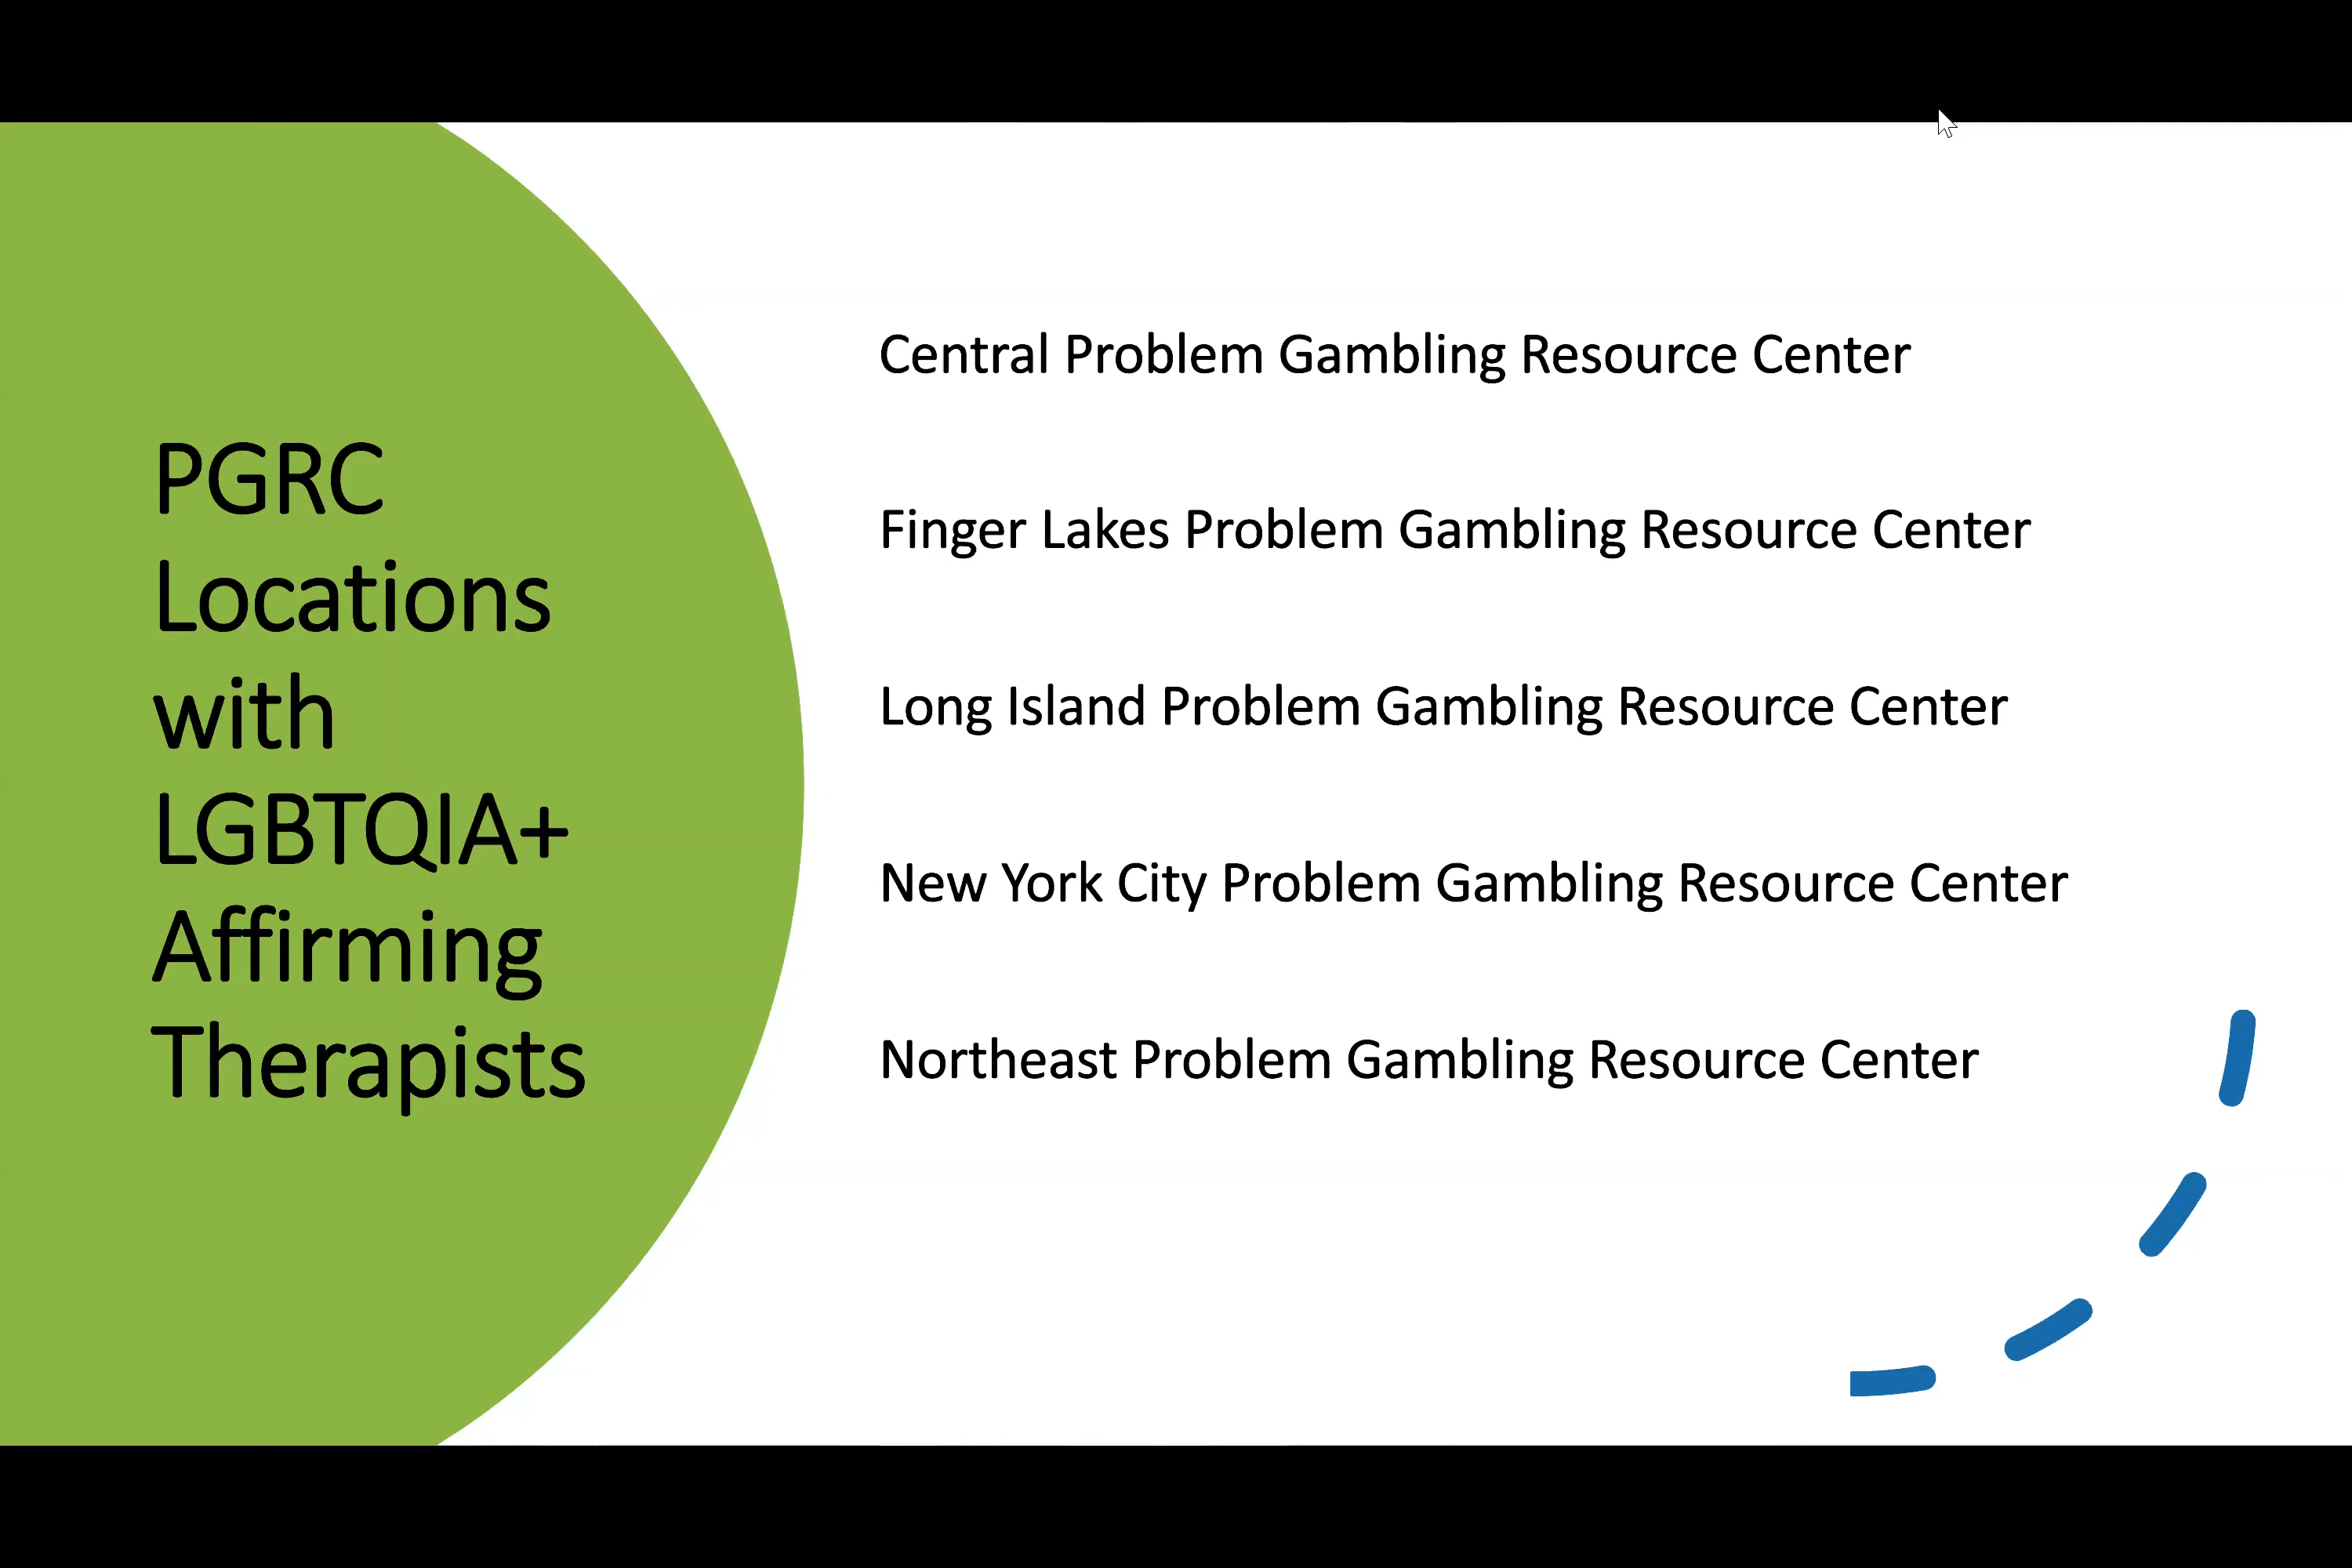 PGRC
Locations
with
LGBTQIA+
Affirming
Therapists
Central Problem Gambling Resource Center
Finger Lakes Problem Gambling Resource Center
Long Island Problem Gambling Resource Center
New York City Problem Gambling Resource Center
Northeast Problem Gambling Resource Center